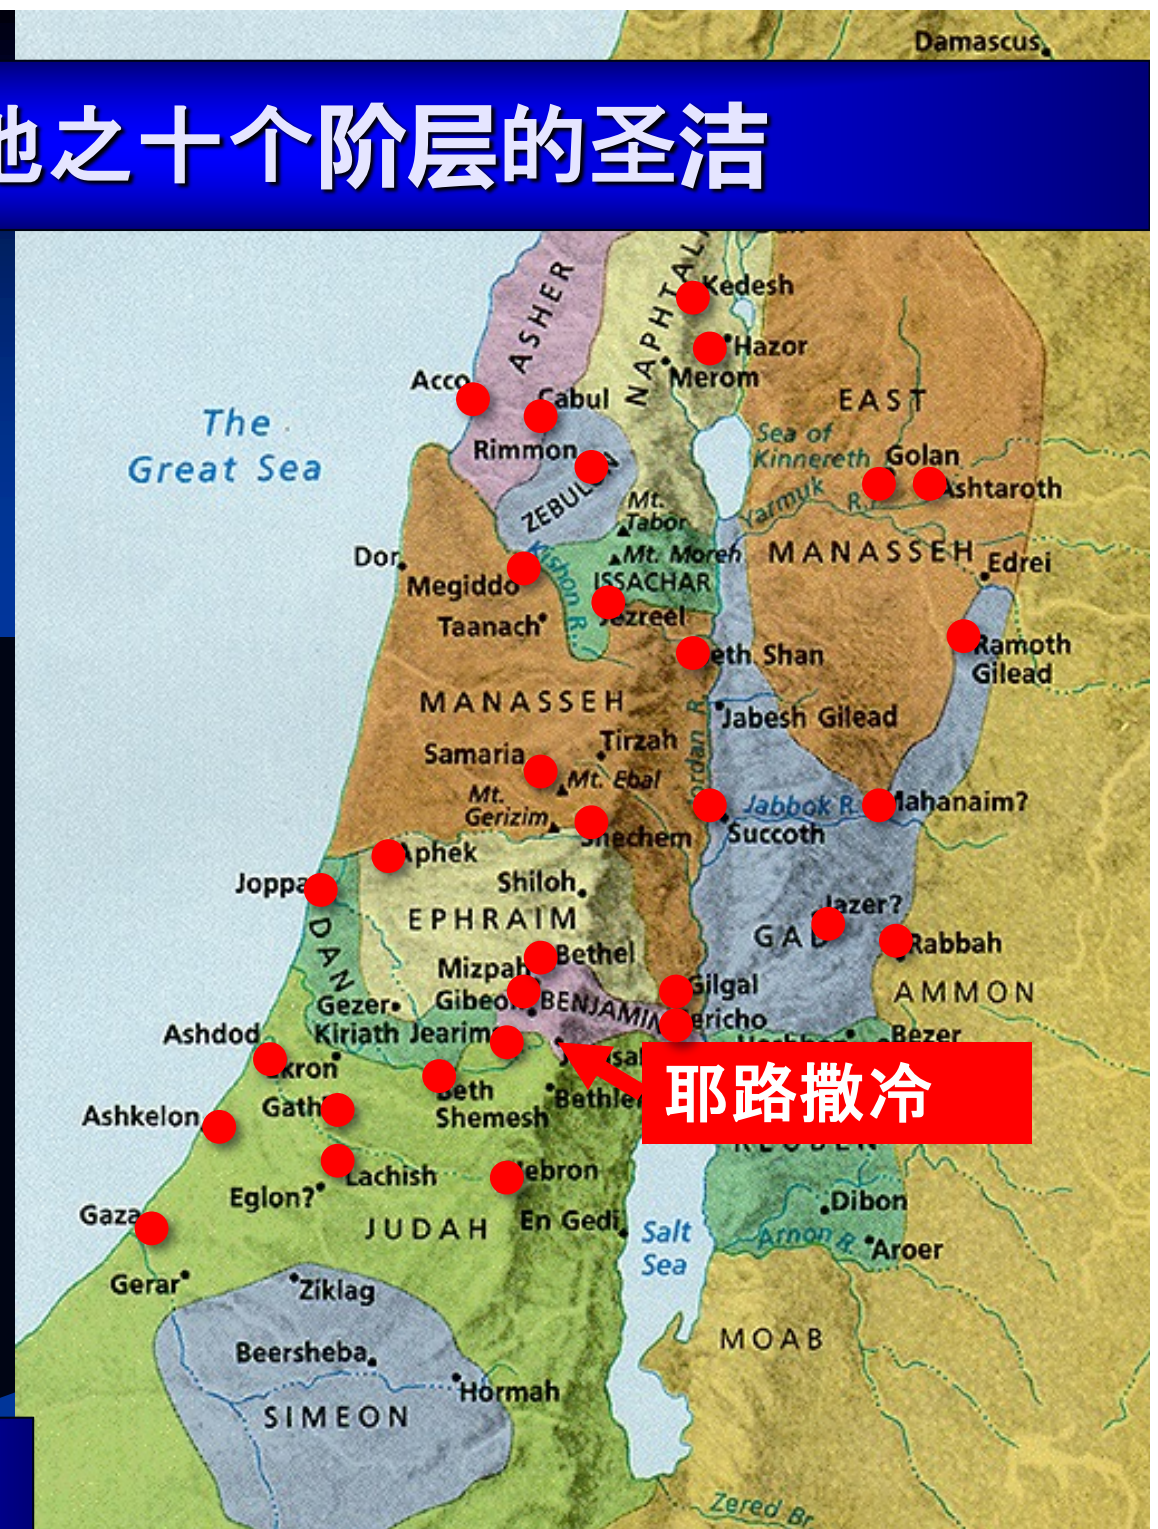 Damascus
之十个阶层的圣洁
ASHER
NAPHTALI
Kedesh
Hazor
Merom
Acco
Cabul
EAST
The
Great Sea
Sea of
Kinnereth
Golan
Rimmon
Ashtaroth
ZEBULUN
Mt.
Tabor
Yarmuk R.
Mt. Moreh
MANASSEH
Edrei
Dor
Kishon R.
ISSACHAR
Megiddo
Jezreel
Taanach
Ramoth
Gilead
eth Shan
MANASSEH
Jabesh Gilead
Jordan R.
Tirzah
Samaria
Mt. Ebal
Mt.
Gerizim
Jabbok R.
Mahanaim?
Shechem
Succoth
Aphek
Joppa
Shiloh
Jazer?
EPHRAIM
GAD
DAN
Rabbah
Bethel
Mizpah
Gilgal
AMMON
Gezer
Gibeon
BENJAMIN
Jericho
Ashdod
Kiriath Jearim
Bezer
Ekron
耶路撒冷
Beth
Shemesh
Gath
Ashkelon
REUBEN
Lachish
Hebron
Eglon?
Dibon
Gaza
JUDAH
En Gedi
Salt
Sea
Arnon R.
Aroer
Gerar
Ziklag
MOAB
Beersheba
Hormah
SIMEON
Zered Br